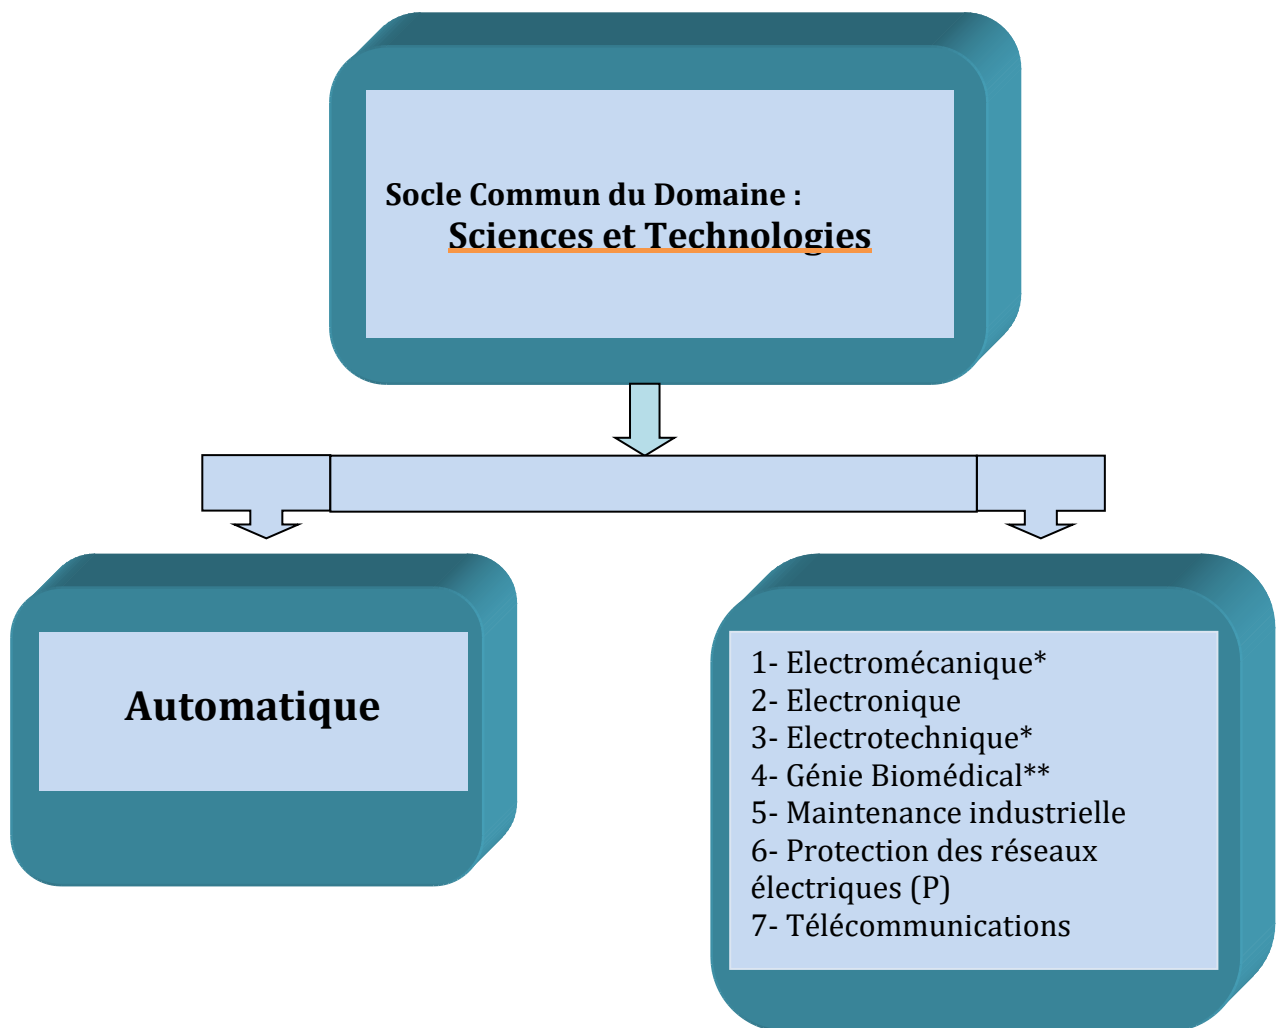 Socle Commun du Domaine :
Sciences et Technologies
Automatique
1- Electromécanique*
2- Electronique
3- Electrotechnique*
4- Génie Biomédical**
5- Maintenance industrielle
6- Protection des réseaux
électriques (P)
7- Télécommunications